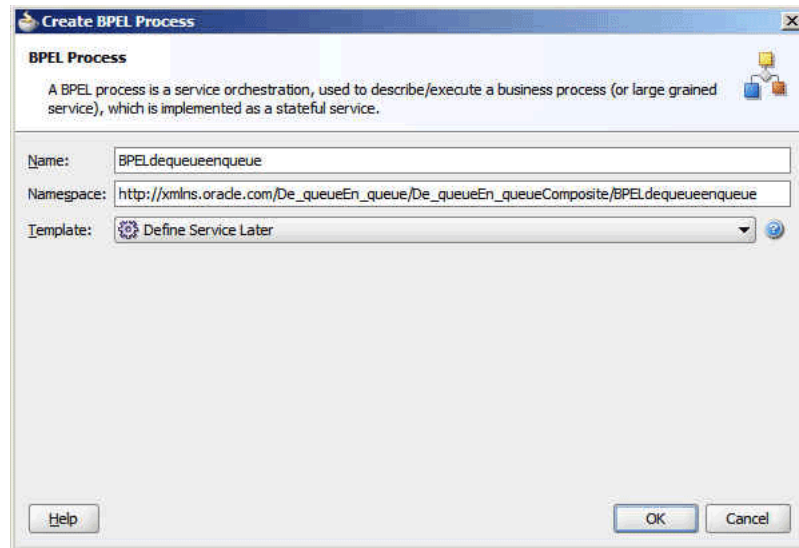 Create BPEL Process
BPEL Process
A BPEL process is a service orchestration, used to describe/execute a business process (or large grained
service), which is implemented as a stateful service.
Name: BPELdequeueenqueue
Namespace: http://xmlns.oracle.com/De_queueEn_queue/De_queueEn_queueComposite/BPELdequeueenqueue
Template: Define Service Later
Help OK Cancel